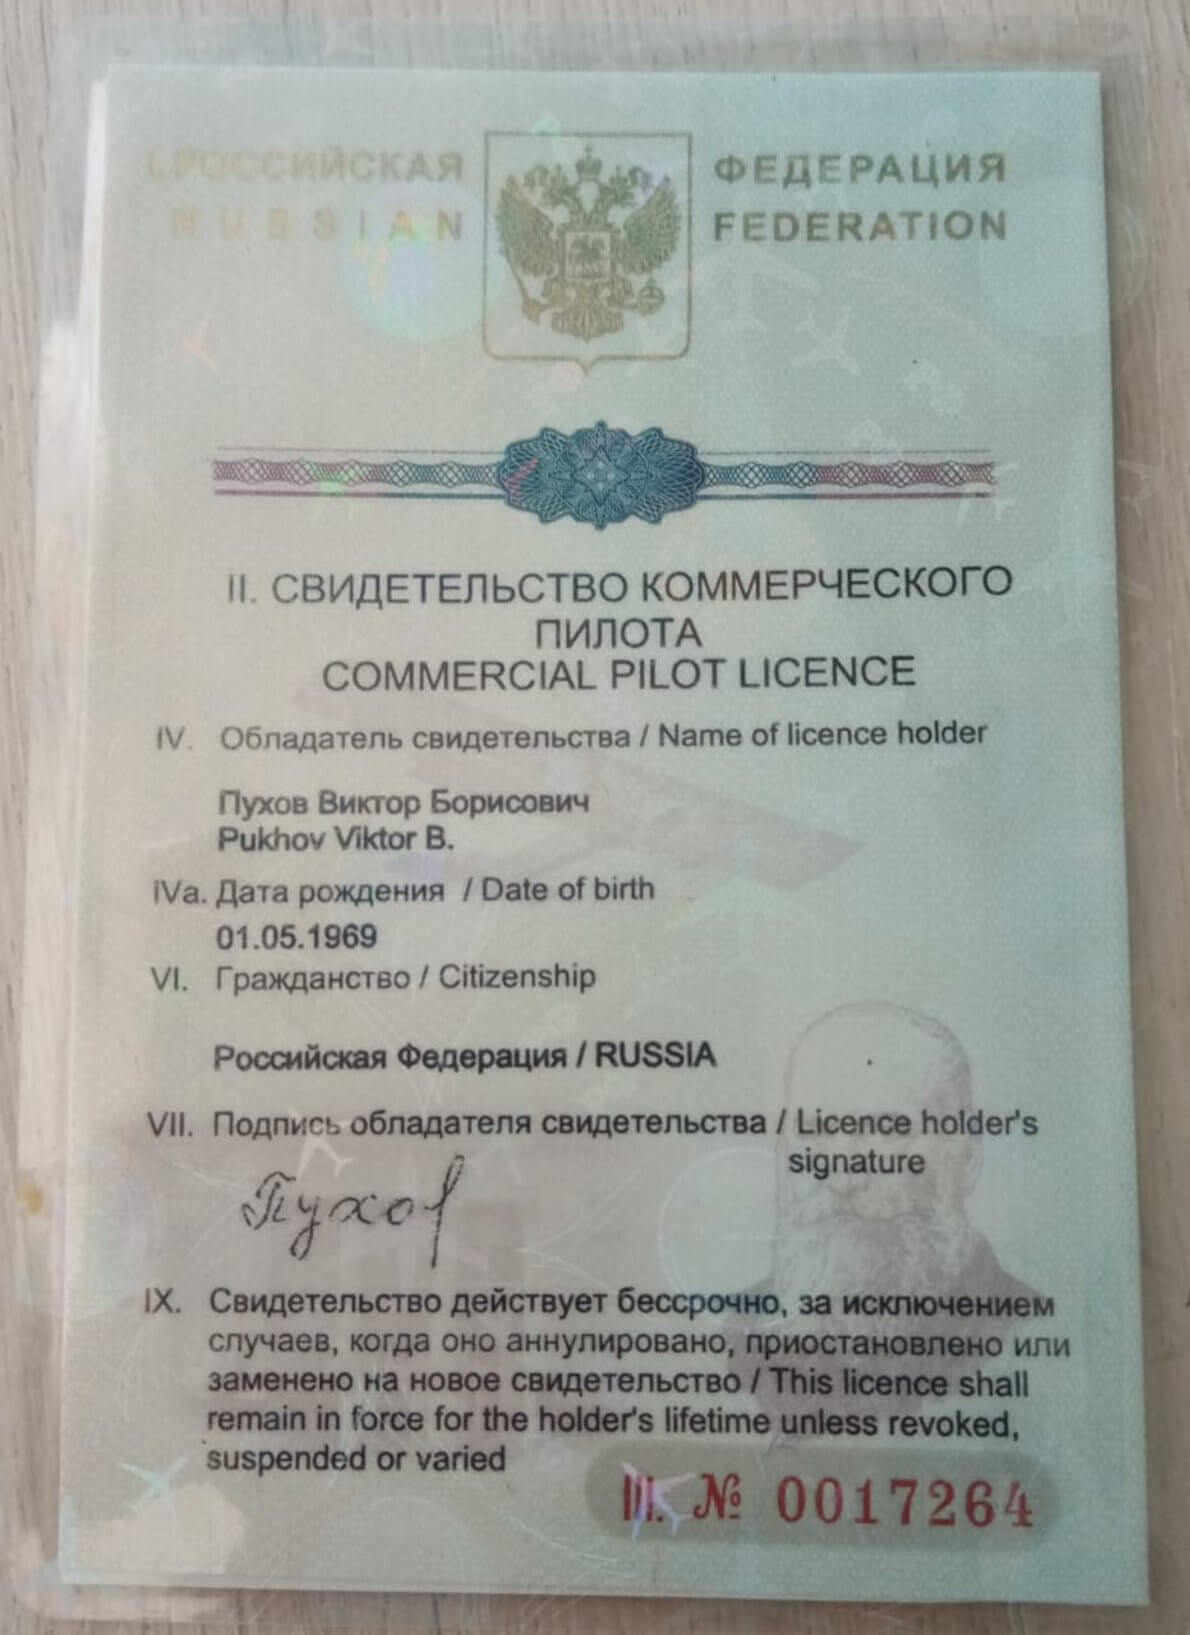 I. РОССИЙСКАЯ ФЕДЕРАЦИЯ
RUSSIAN FEDERATION
II. СВИДЕТЕЛЬСТВО КОММЕРЧЕСКОГО
ПИЛОТА
COMMERCIAL PILOT LICENCE
IV. Обладатель свидетельства / Name of licence holder
Пухов Виктор Борисович
Pukhov Viktor B.
IVa. Дата рождения / Date of birth
01.05.1969
VI. Гражданство / Citizenship
Российская Федерация / RUSSIA
VII. Подпись обладателя свидетельства / Licence holder's
signature
Пухов
IX. Свидетельство действует бессрочно, за исключением
случаев, когда оно аннулировано, приостановлено или
заменено на новое свидетельство / This licence shall
remain in force for the holder's lifetime unless revoked,
suspended or varied
III. № 0017264